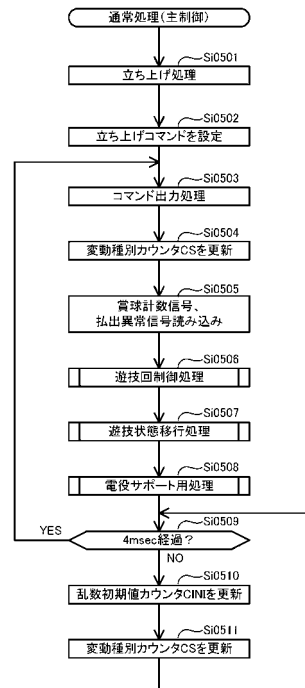 通常処理(主制御)
Si0501
立ち上げ処理
Si0502
立ち上げコマンドを設定
Si0503
コマンド出力処理
Si0504
変動種別カウンタCSを更新
Si0505
賞球計数信号、
払出異常信号読み込み
Si0506
遊技回制御処理
Si0507
遊技状態移行処理
Si0508
電役サポート用処理
Si0509
YES
4msec経過?
NO
Si0510
乱数初期値カウンタCINIを更新
Si0511
変動種別カウンタCSを更新